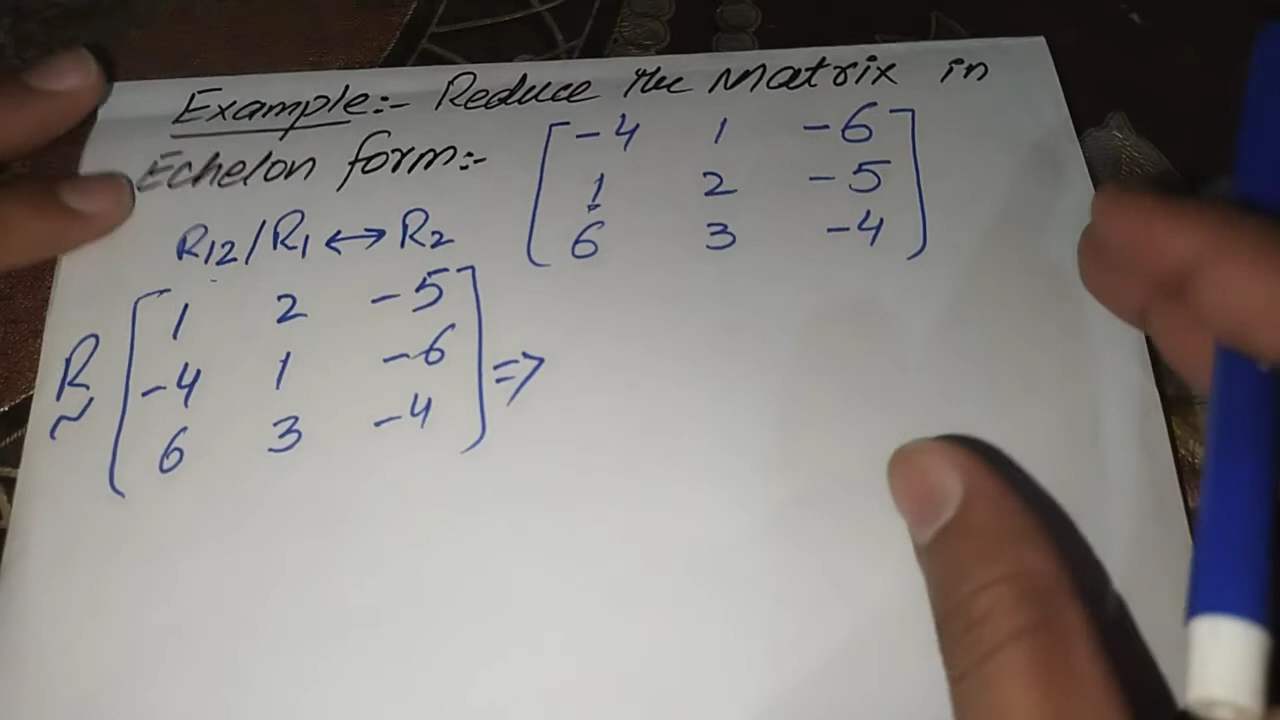 Example:- Reduce the Matrix in
Echelon form:-
[ -4 1 -6 ]
[ 1 2 -5 ]
[ 6 3 -4 ]
R12/R1 ↔ R2
R ~ [ 1 2 -5 ]
[ -4 1 -6 ] =>
[ 6 3 -4 ]